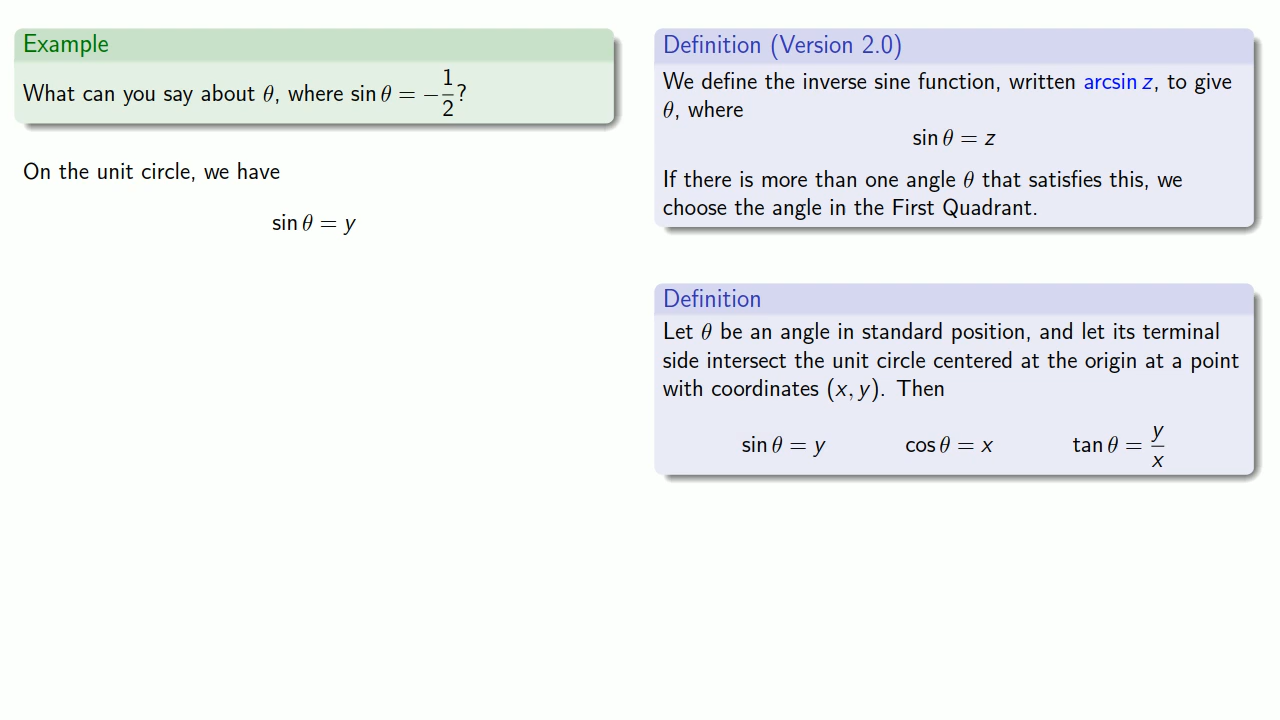 Example
What can you say about θ, where sin θ = −1/2?
On the unit circle, we have
sin θ = y
Definition (Version 2.0)
We define the inverse sine function, written arcsin z, to give
θ, where
sin θ = z
If there is more than one angle θ that satisfies this, we
choose the angle in the First Quadrant.
Definition
Let θ be an angle in standard position, and let its terminal
side intersect the unit circle centered at the origin at a point
with coordinates (x, y). Then
sin θ = y cos θ = x tan θ = y/x